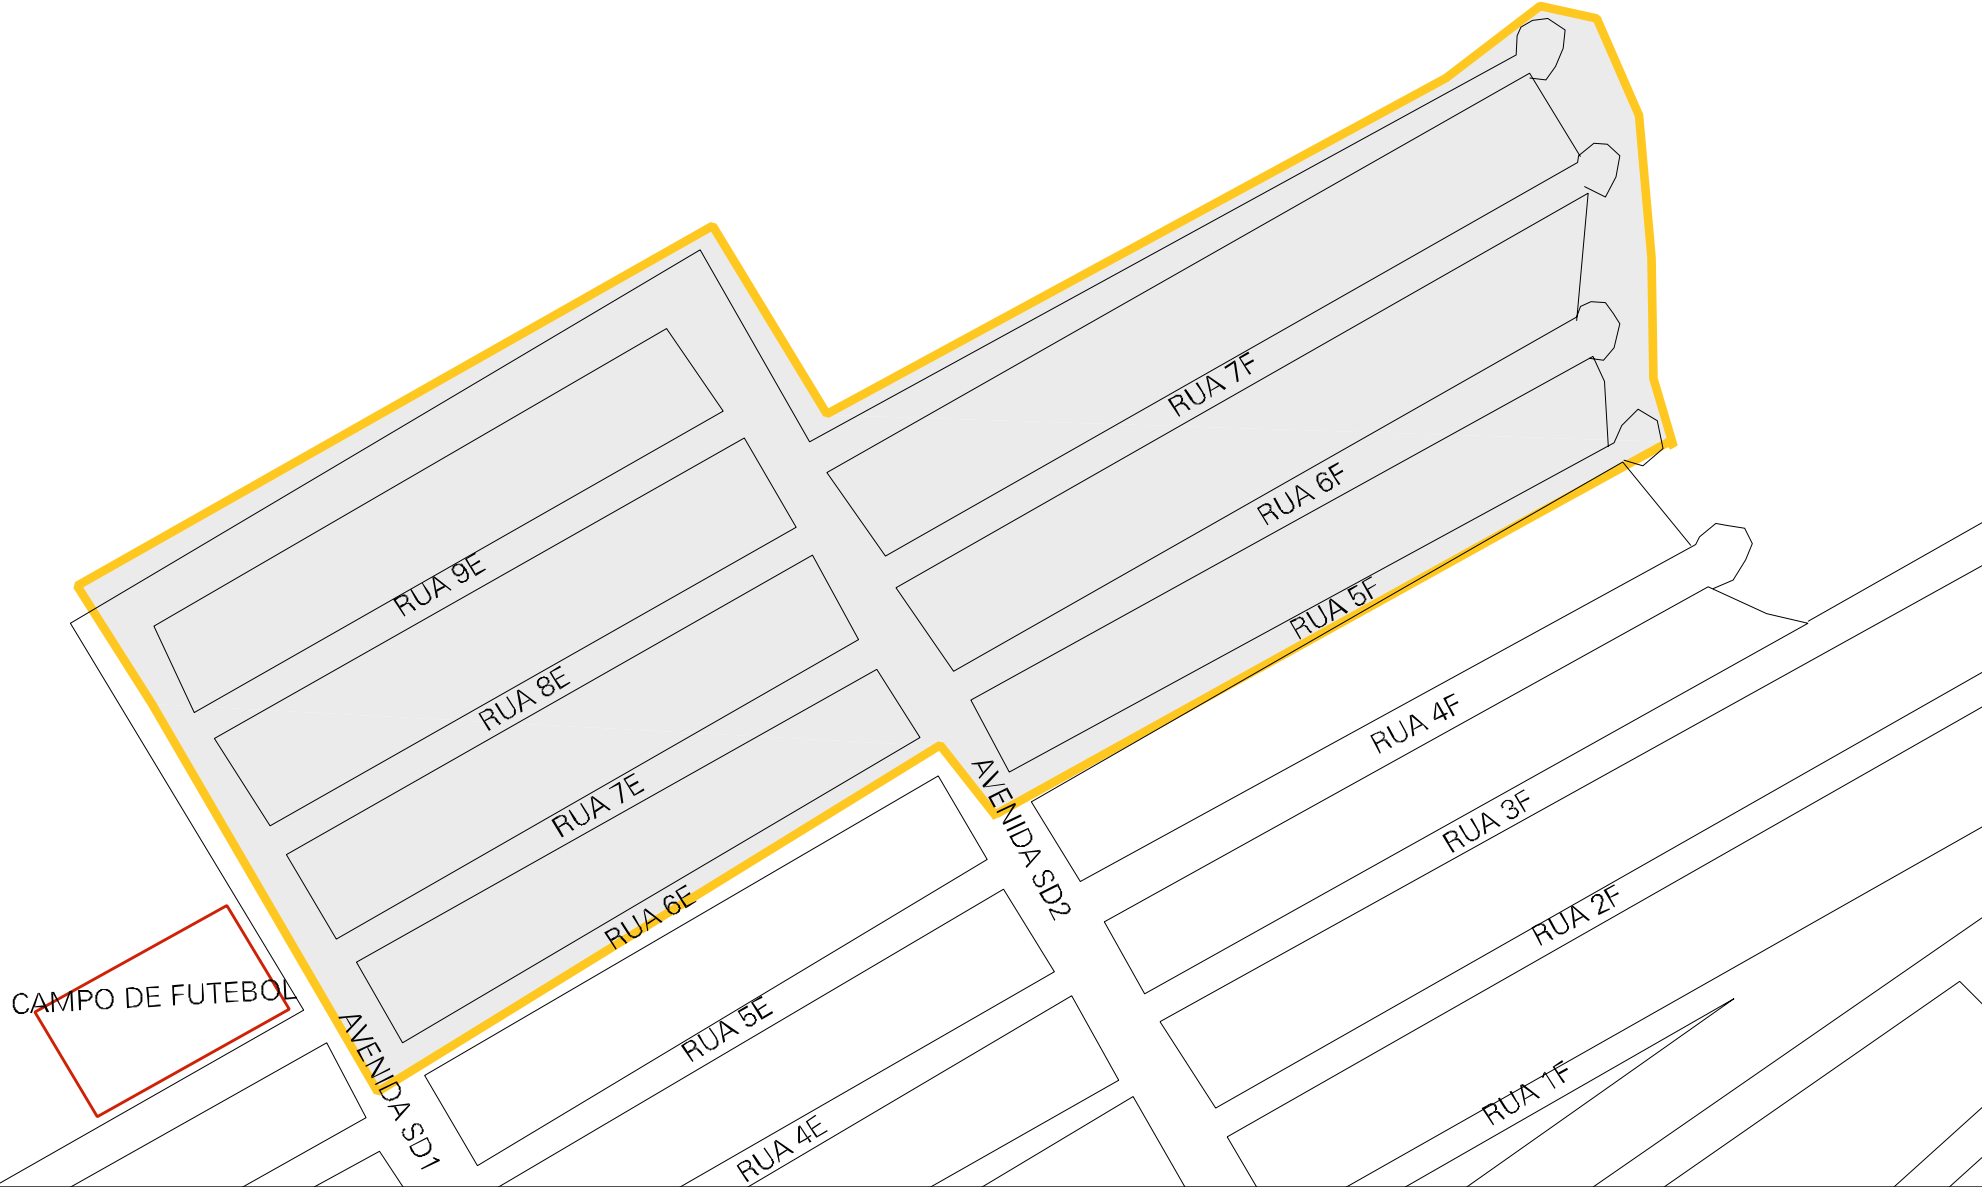 RUA 7F
RUA 6F
RUA 9E
RUA 5F
RUA 8E
RUA 4F
RUA 7E
AVENIDA SD2
RUA 3F
RUA 6E
RUA 2F
CAMPO DE FUTEBOL
RUA 5E
AVENIDA SD1
RUA 1F
RUA 4E